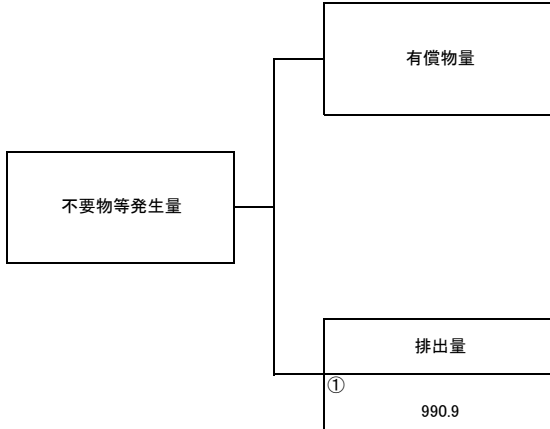 有償物量
不要物等発生量
排出量
①
990.9